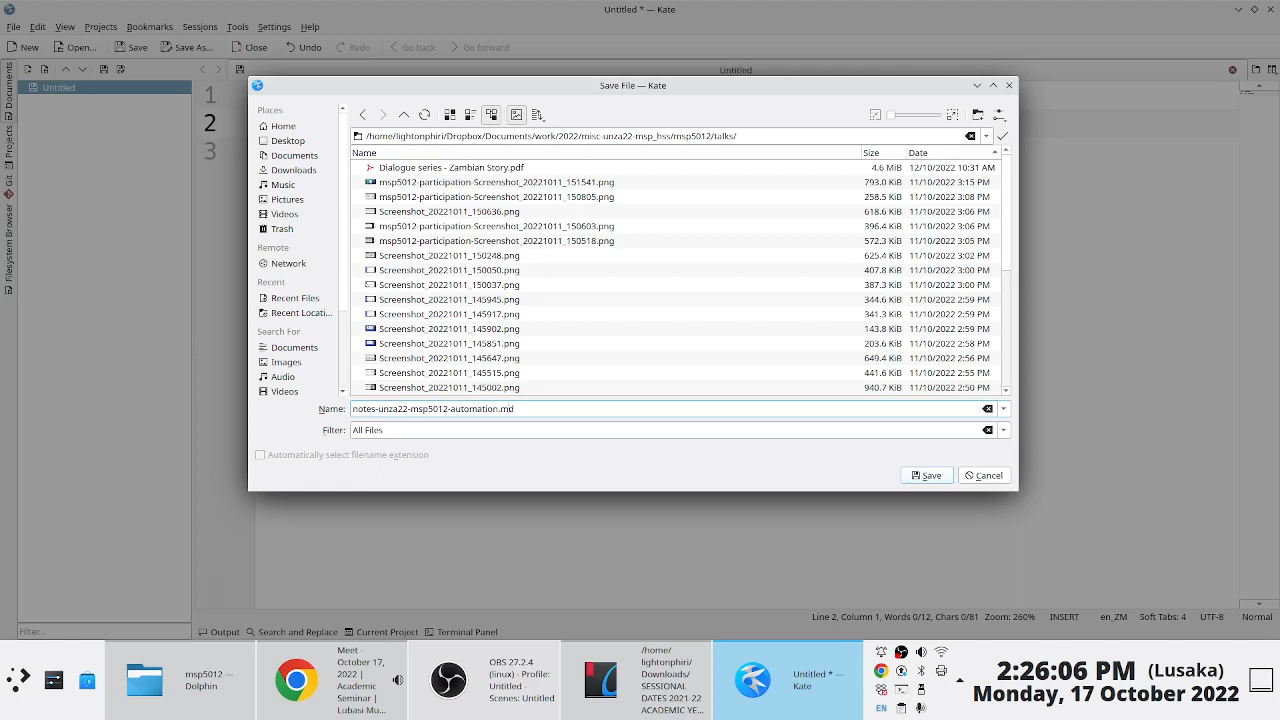 Untitled * — Kate
File Edit View Projects Bookmarks Sessions Tools Settings Help
New Open... Save Save As... Close Undo Redo Go back Go forward
Untitled
Documents
Projects
Git
Filesystem Browser
Untitled
1
2
3
Save File — Kate
Places
Home
Desktop
Documents
Downloads
Music
Pictures
Videos
Trash
Remote
Network
Recent
Recent Files
Recent Locati...
Search For
Documents
Images
Audio
Videos
/home/lightonphiri/Dropbox/Documents/work/2022/misc-unza22-msp_hss/msp5012/talks/
Name Size Date
Dialogue series - Zambian Story.pdf 4.6 MiB 12/10/2022 10:31 AM
msp5012-participation-Screenshot_20221011_151541.png 793.0 KiB 11/10/2022 3:15 PM
msp5012-participation-Screenshot_20221011_150805.png 258.5 KiB 11/10/2022 3:08 PM
Screenshot_20221011_150636.png 618.6 KiB 11/10/2022 3:06 PM
msp5012-participation-Screenshot_20221011_150603.png 396.4 KiB 11/10/2022 3:06 PM
msp5012-participation-Screenshot_20221011_150518.png 572.3 KiB 11/10/2022 3:05 PM
Screenshot_20221011_150248.png 625.4 KiB 11/10/2022 3:02 PM
Screenshot_20221011_150050.png 407.8 KiB 11/10/2022 3:00 PM
Screenshot_20221011_150037.png 387.3 KiB 11/10/2022 3:00 PM
Screenshot_20221011_145945.png 344.6 KiB 11/10/2022 2:59 PM
Screenshot_20221011_145917.png 341.3 KiB 11/10/2022 2:59 PM
Screenshot_20221011_145902.png 143.8 KiB 11/10/2022 2:59 PM
Screenshot_20221011_145851.png 203.6 KiB 11/10/2022 2:58 PM
Screenshot_20221011_145647.png 649.4 KiB 11/10/2022 2:56 PM
Screenshot_20221011_145515.png 441.6 KiB 11/10/2022 2:55 PM
Screenshot_20221011_145002.png 940.7 KiB 11/10/2022 2:50 PM
Name: notes-unza22-msp5012-automation.md
Filter: All Files
Automatically select filename extension
Save Cancel
Filter...
Output Search and Replace Current Project Terminal Panel
Line 2, Column 1, Words 0/12, Chars 0/81 Zoom: 260% INSERT en_ZM Soft Tabs: 4 UTF-8 Normal
msp5012 —
Dolphin
Meet -
October 17,
2022 |
Academic
Seminar |
Lubasi Mu...
OBS 27.2.4
(linux) - Profile:
Untitled -
Scenes: Untitled
/home/
lightonphiri/
Downloads/
SESSIONAL
DATES 2021-22
ACADEMIC YE...
Untitled * —
Kate
EN
2:26:06 PM (Lusaka)
Monday, 17 October 2022